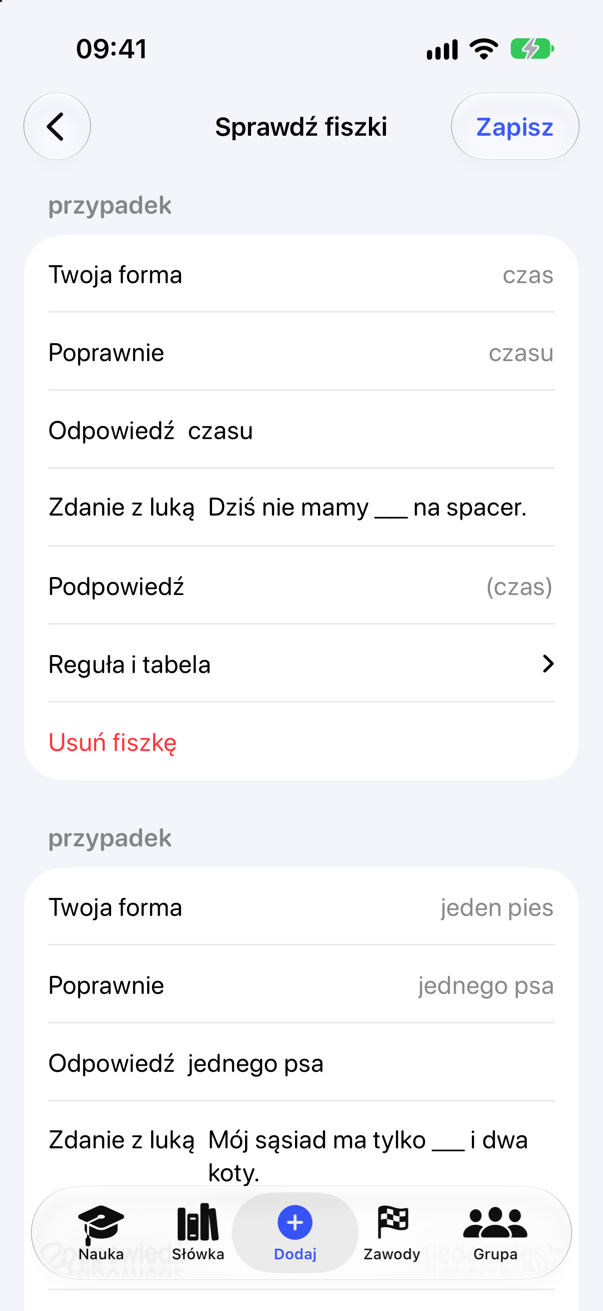 09:41
Sprawdź fiszki
Zapisz
przypadek
Twoja forma czas
Poprawnie czasu
Odpowiedź czasu
Zdanie z luką Dziś nie mamy ___ na spacer.
Podpowiedź (czas)
Reguła i tabela
Usuń fiszkę
przypadek
Twoja forma jeden pies
Poprawnie jednego psa
Odpowiedź jednego psa
Zdanie z luką Mój sąsiad ma tylko ___ i dwa
koty.
Nauka Słówka Dodaj Zawody Grupa